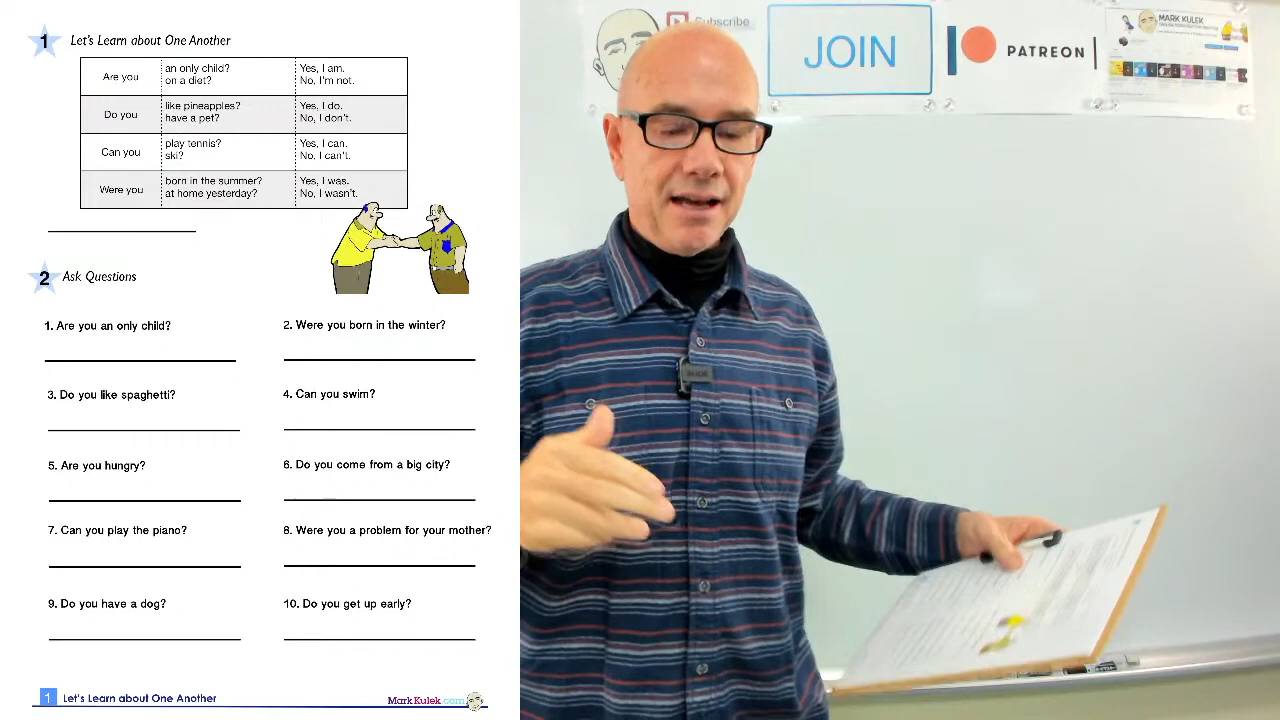 1 Let's Learn about One Another
Are you
an only child?
on a diet?
Yes, I am.
No. I'm not.
Do you
like pineapples?
have a pet?
Yes, I do.
No, I don't.
Can you
play tennis?
ski?
Yes, I can.
No, I can't.
Were you
born in the summer?
at home yesterday?
Yes, I was.
No, I wasn't.
2 Ask Questions
1. Are you an only child?
2. Were you born in the winter?
3. Do you like spaghetti?
4. Can you swim?
5. Are you hungry?
6. Do you come from a big city?
7. Can you play the piano?
8. Were you a problem for your mother?
9. Do you have a dog?
10. Do you get up early?
1 Let's Learn about One Another
MarkKulek.com
Subscribe
JOIN
PATREON
MARK KULEK